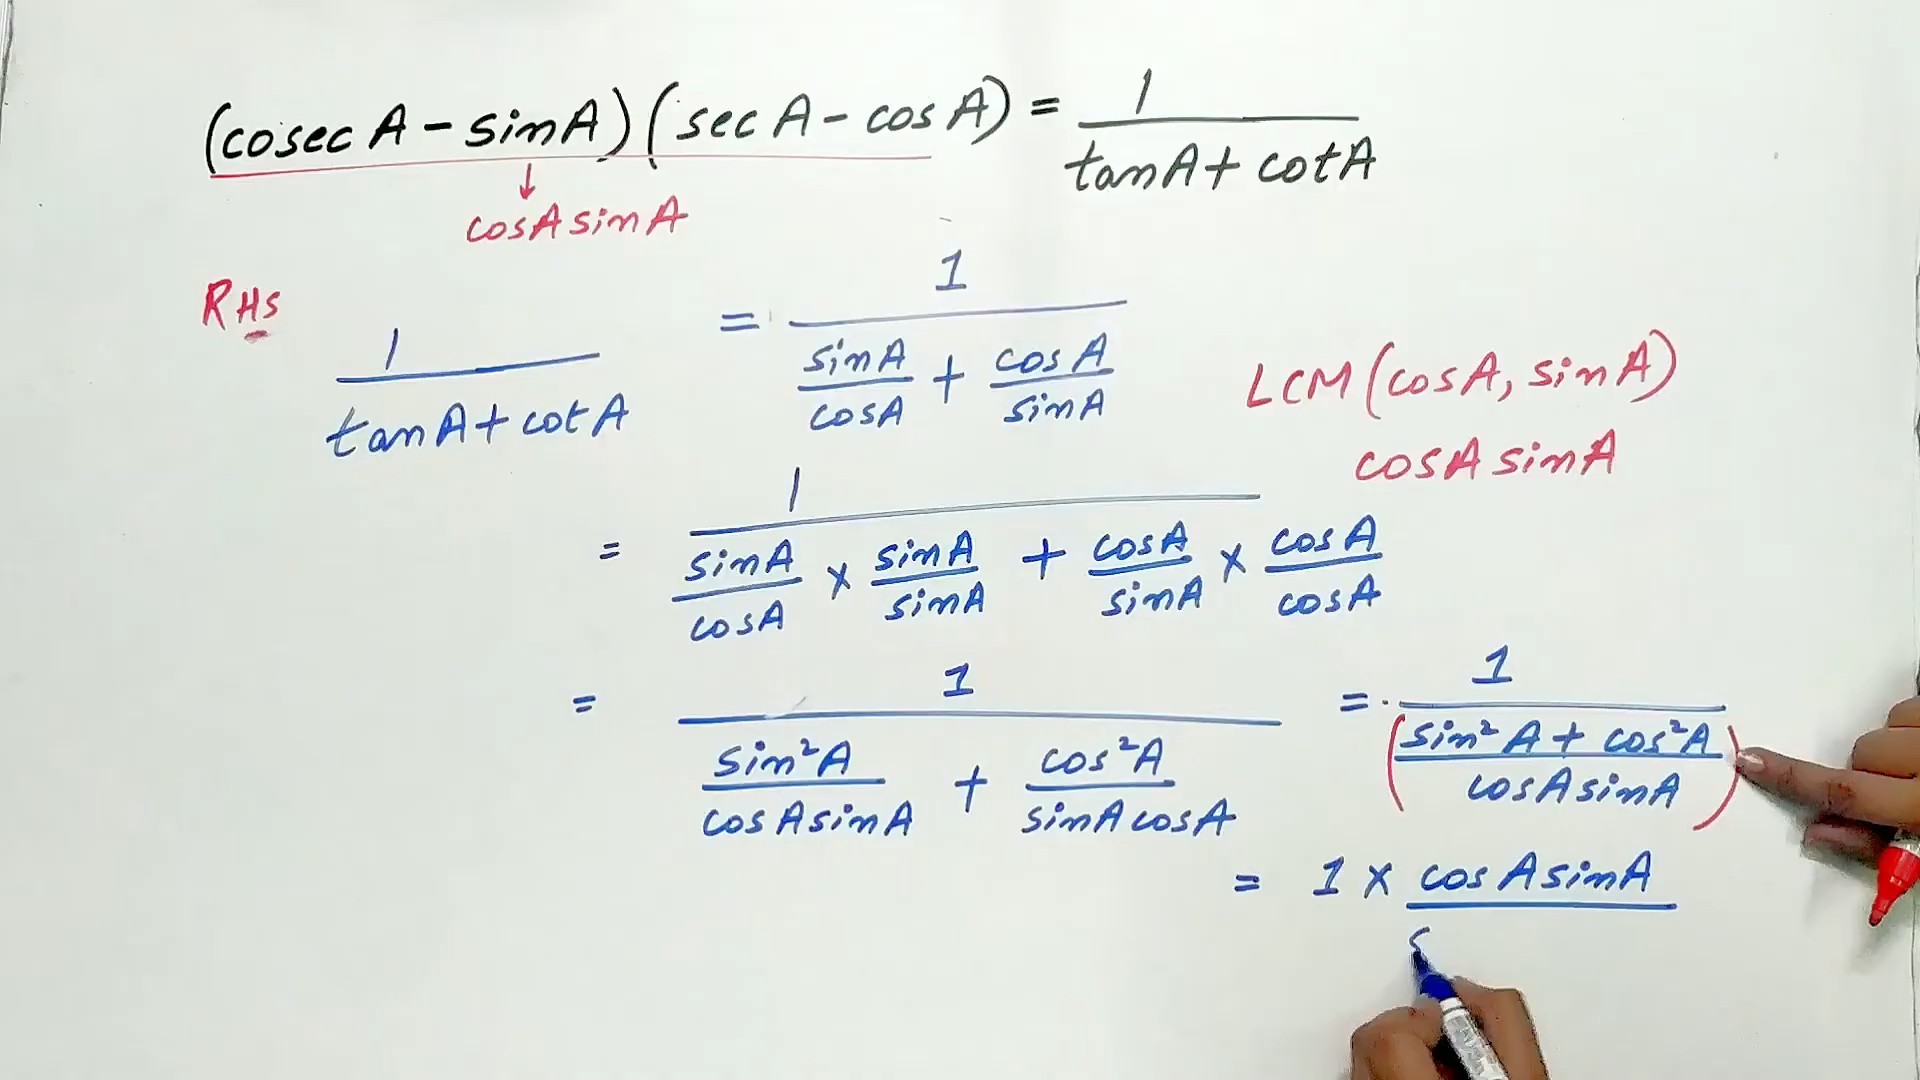 (cosec A - sinA)(sec A - cos A) = 1/(tanA + cotA)
↓
cosA sinA
RHS
1/(tanA + cotA) = 1/(sinA/cosA + cosA/sinA)
LCM (cosA, sinA)
cosA sinA
= 1/(sinA/cosA × sinA/sinA + cosA/sinA × cosA/cosA)
= 1/(sin²A/cosA sinA + cos²A/sinA cosA) = 1/((sin²A + cos²A)/cosA sinA)
= 1 × cosA sinA